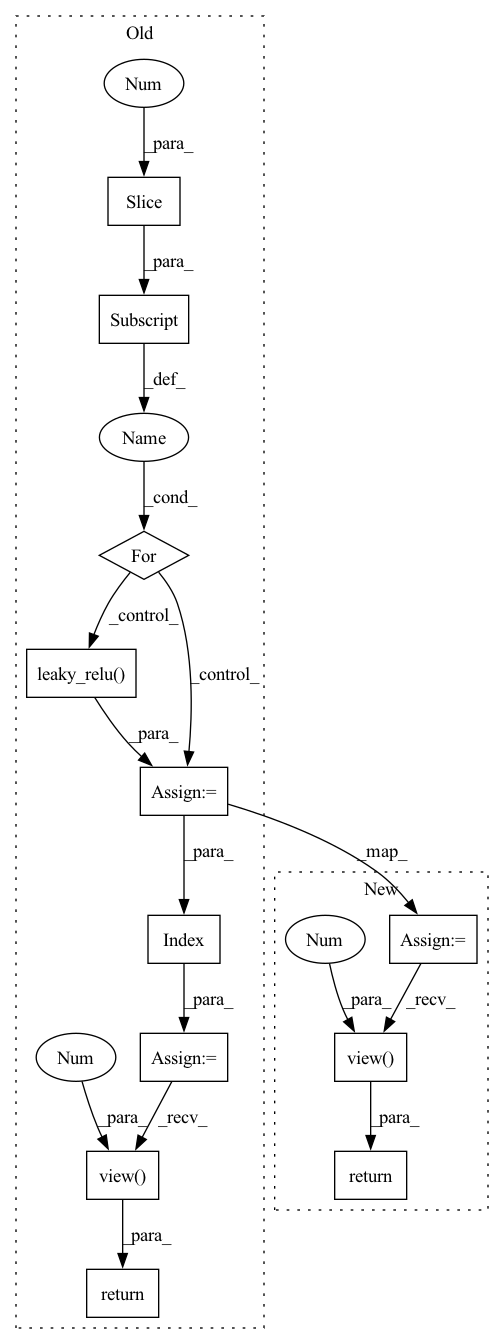 Old
Num
_para_
Slice
_para_
Subscript
_def_
Name
_cond_
For
_control_
leaky_relu()
_control_
_para_
Assign:=
_para_
_map_
New
Index
Num
Assign:=
_para_
_para_
_recv_
Num
Assign:=
view()
_para_
_recv_
_para_
view()
return
_para_
return